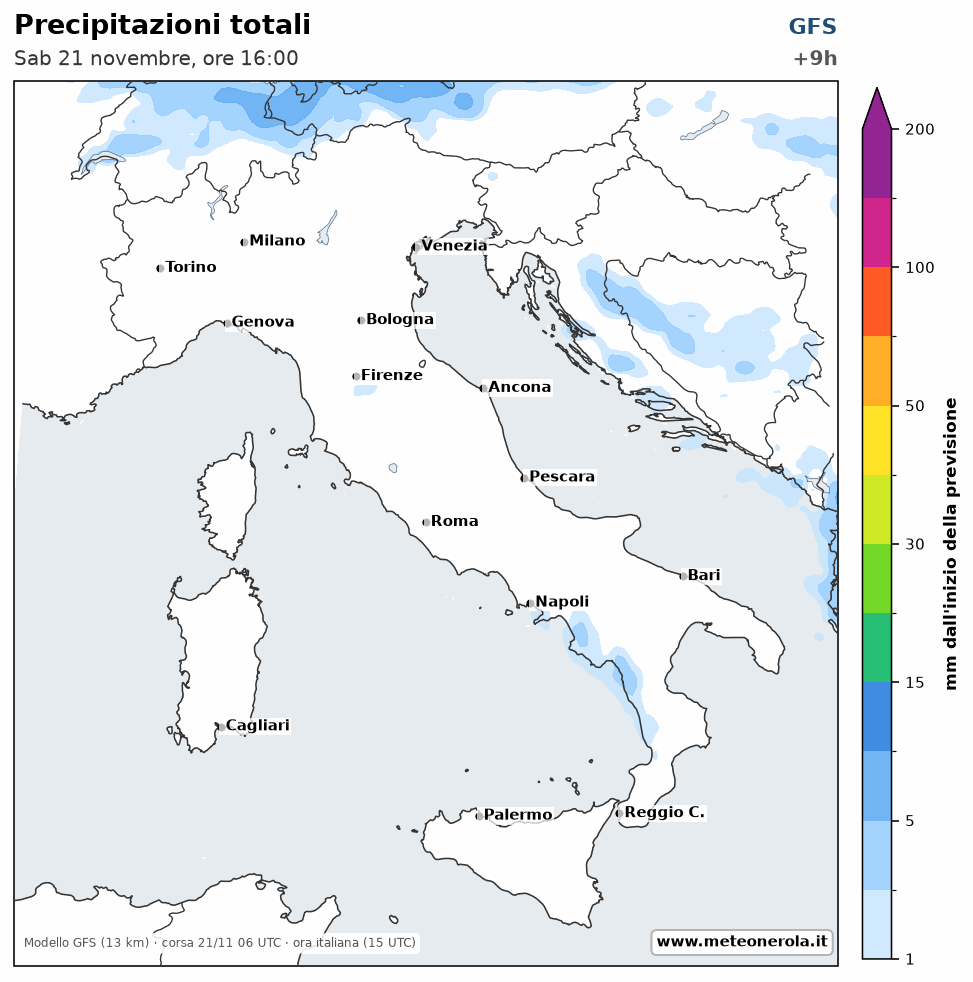 Precipitazioni totali
GFS
Sab 21 novembre, ore 16:00
+9h
Milano
Venezia
Torino
Genova
Bologna
Firenze
Ancona
Pescara
Roma
Bari
Napoli
Cagliari
Palermo
Reggio C.
Modello GFS (13 km) · corsa 21/11 06 UTC · ora italiana (15 UTC)
www.meteonerola.it
200
100
50
30
15
5
1
mm dall'inizio della previsione